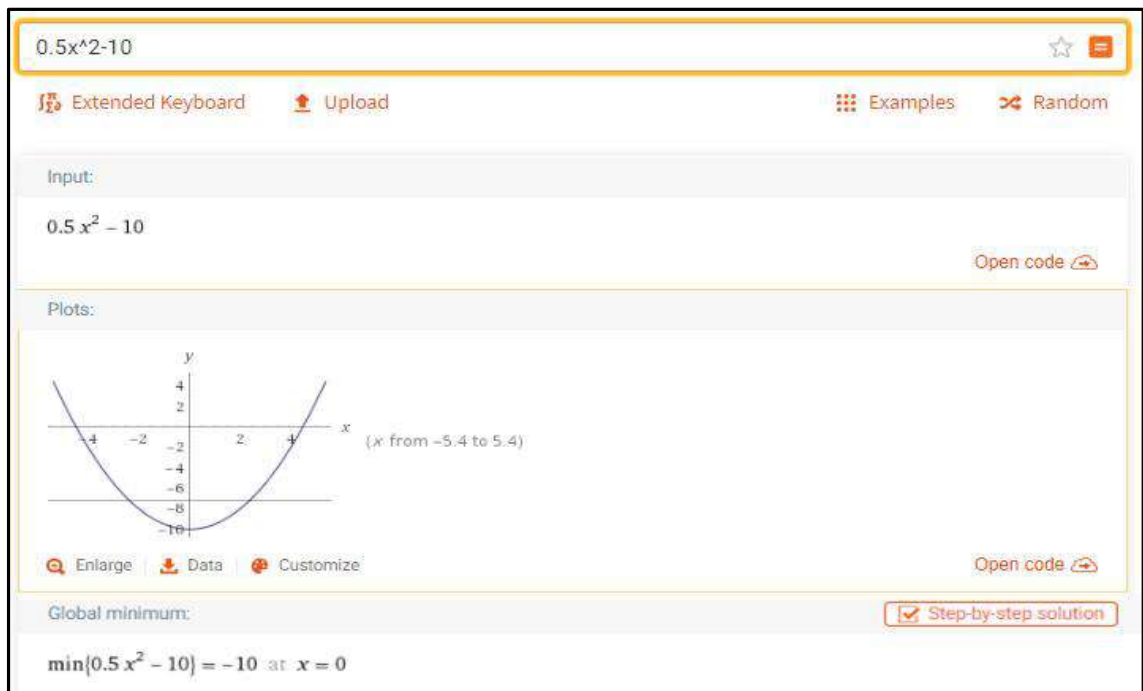 0.5x^2-10
Extended Keyboard Upload Examples Random
Input:
0.5 x² – 10
Open code
Plots:
y
4
2
-4 -2 2 4 x
(x from –5.4 to 5.4)
-2
-4
-6
-8
-10
Enlarge Data Customize Open code
Global minimum: Step-by-step solution
min{0.5 x² – 10} = –10 at x = 0